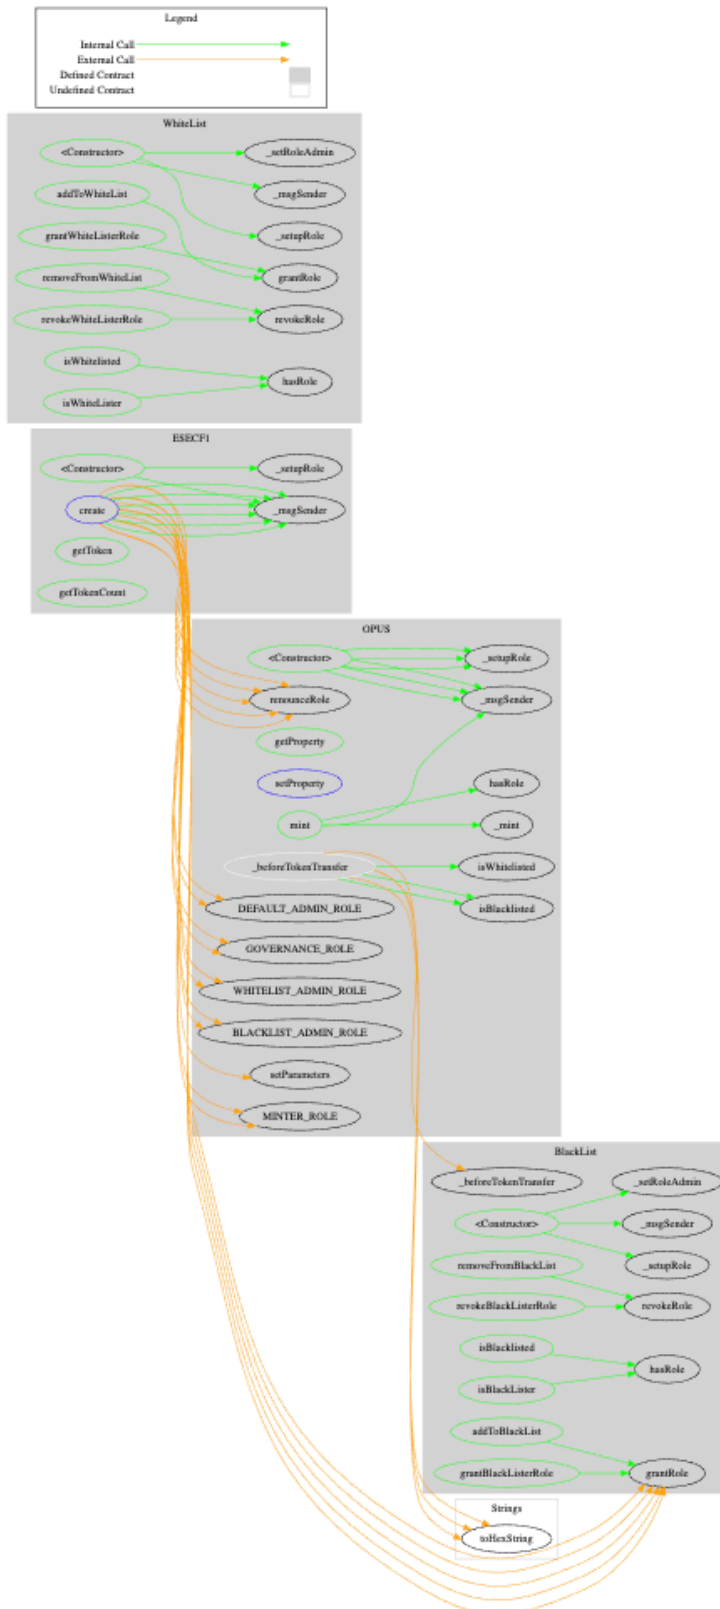 Legend
Internal Call
External Call
Defined Contract
Undefined Contract
WhiteList
<Constructor>
_setRoleAdmin
addToWhiteList
_msgSender
grantWhiteListerRole
_setupRole
removeFromWhiteList
grantRole
revokeWhiteListerRole
revokeRole
isWhitelisted
hasRole
isWhiteLister
ESECF1
<Constructor>
_setupRole
create
_msgSender
getToken
getTokenCount
OPUS
<Constructor>
_setupRole
renounceRole
_msgSender
getProperty
setProperty
hasRole
mint
_mint
_beforeTokenTransfer
isWhitelisted
DEFAULT_ADMIN_ROLE
isBlacklisted
GOVERNANCE_ROLE
WHITELIST_ADMIN_ROLE
BLACKLIST_ADMIN_ROLE
setParameters
MINTER_ROLE
BlackList
_beforeTokenTransfer
_setRoleAdmin
<Constructor>
_msgSender
removeFromBlackList
_setupRole
revokeBlackListerRole
revokeRole
isBlacklisted
hasRole
isBlackLister
addToBlackList
grantBlackListerRole
grantRole
Strings
toHexString